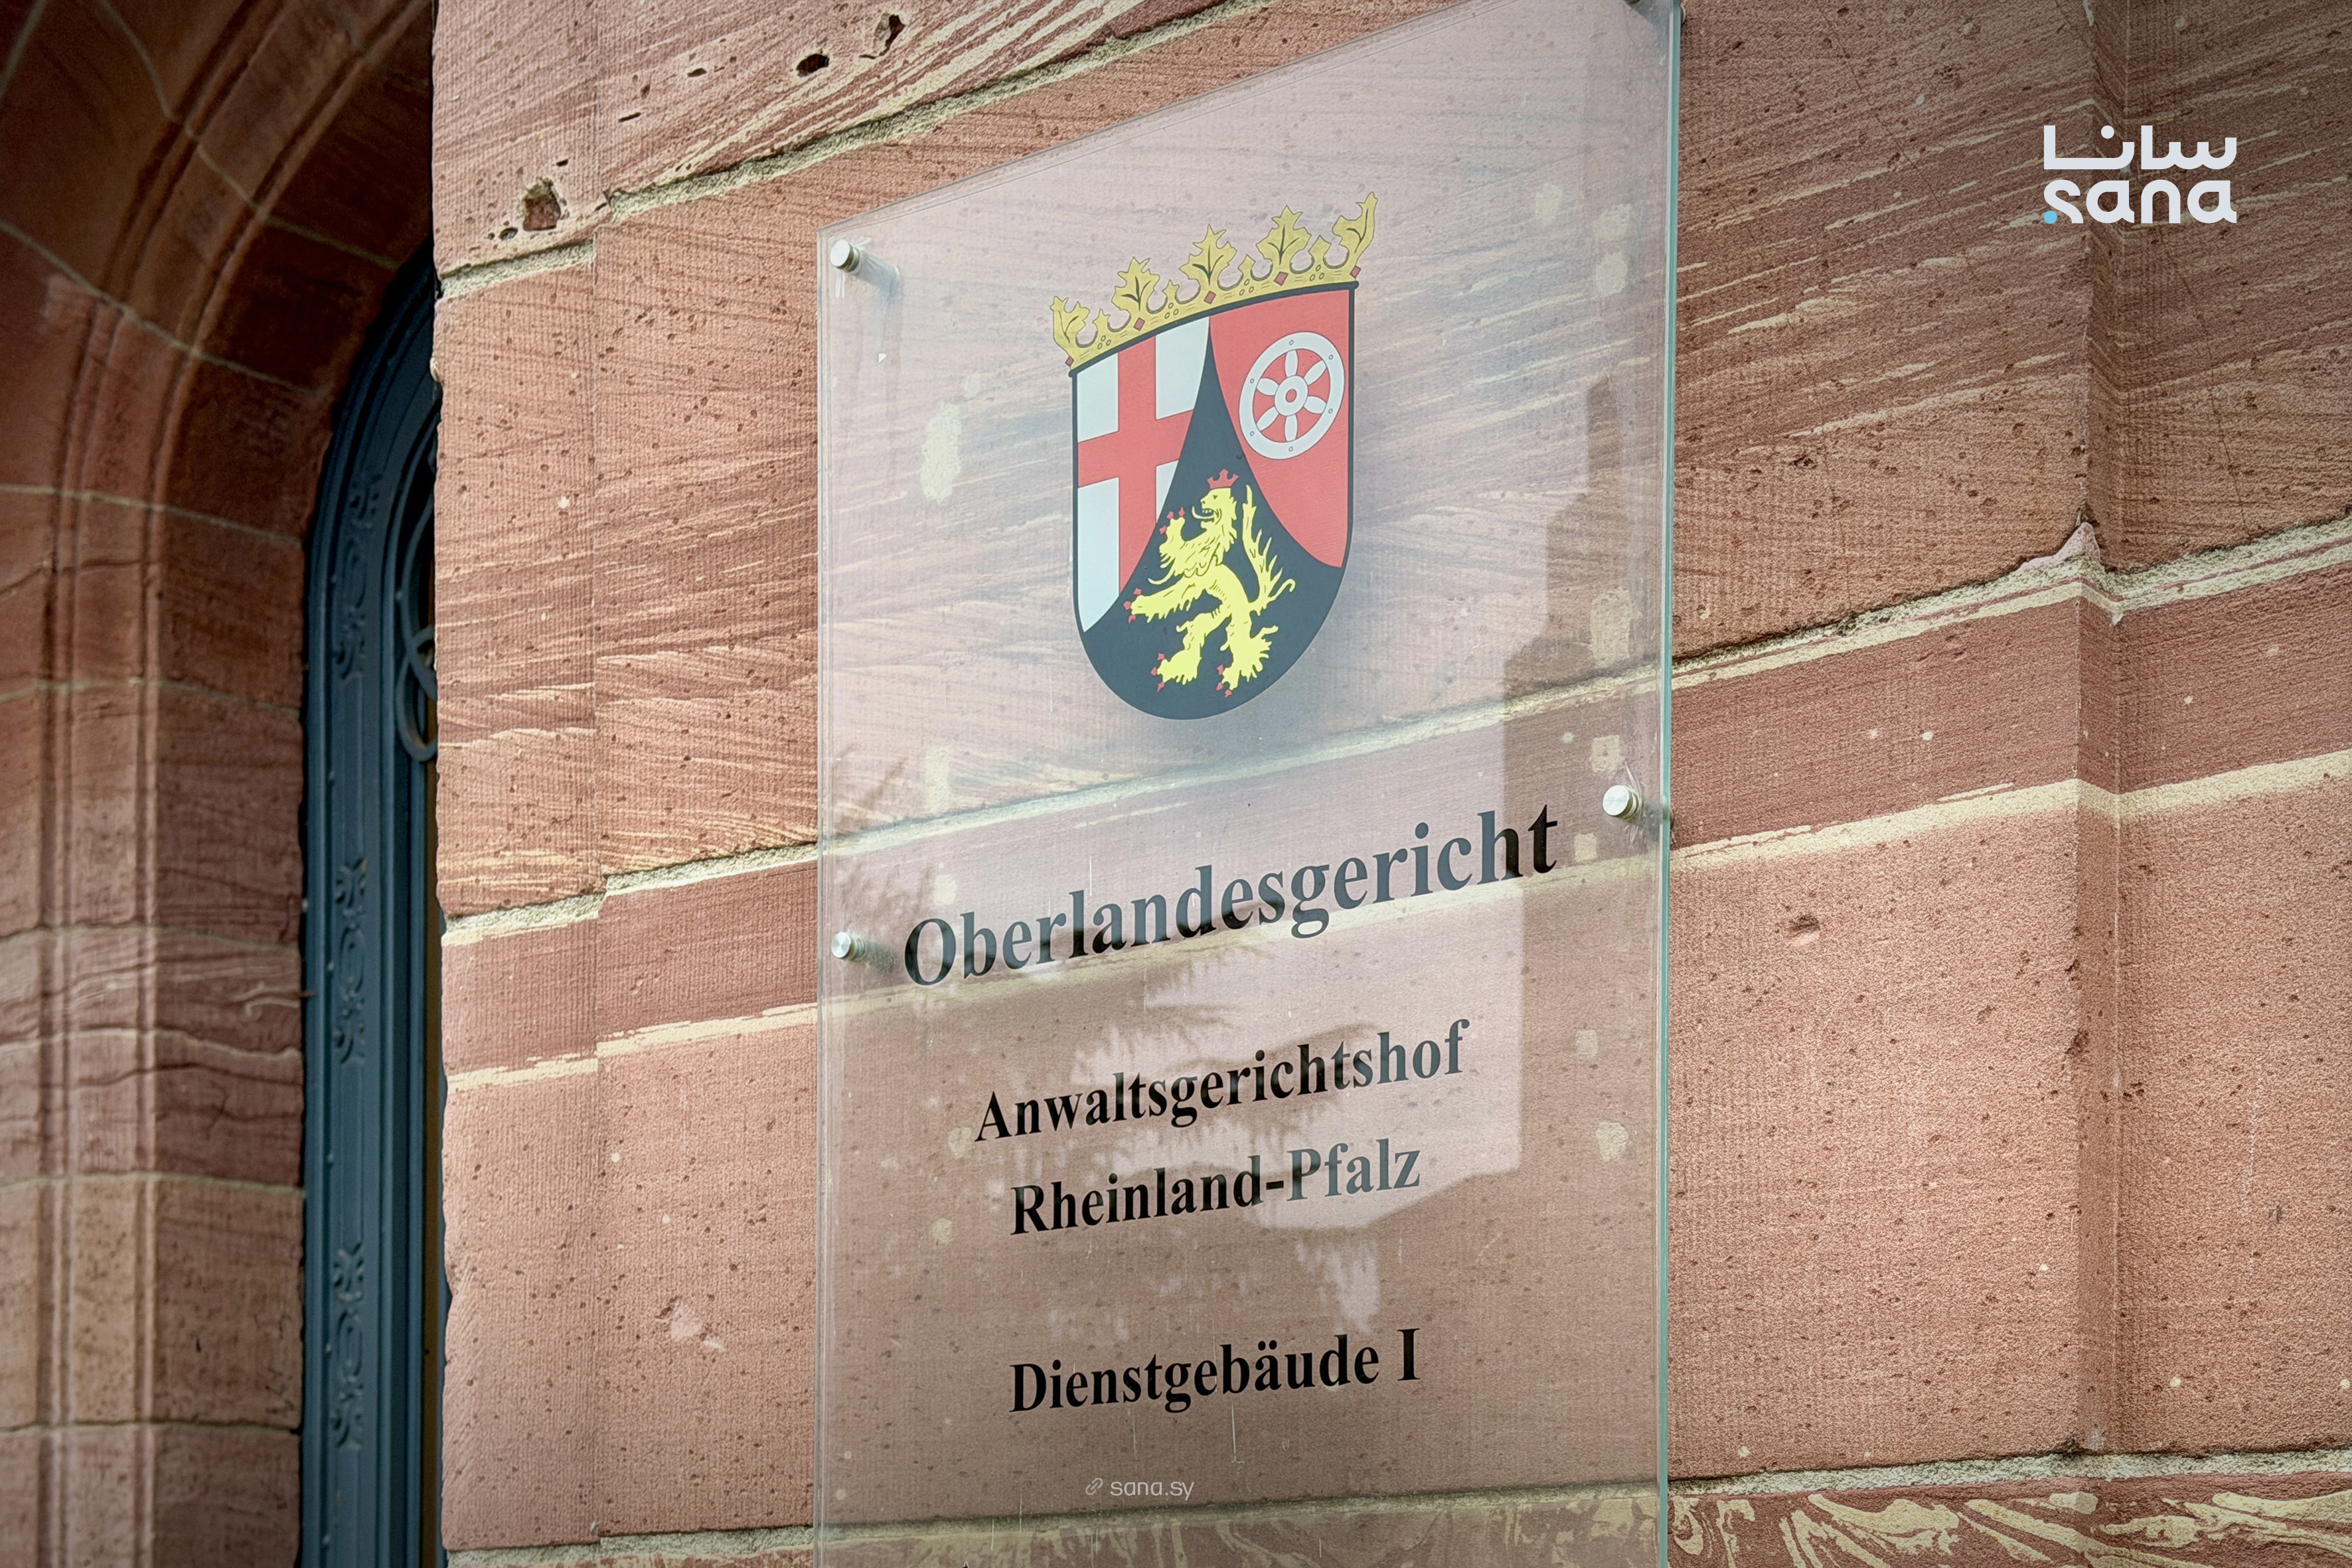 سانا
sana
Oberlandesgericht
Anwaltsgerichtshof
Rheinland-Pfalz
Dienstgebäude I
sana.sy